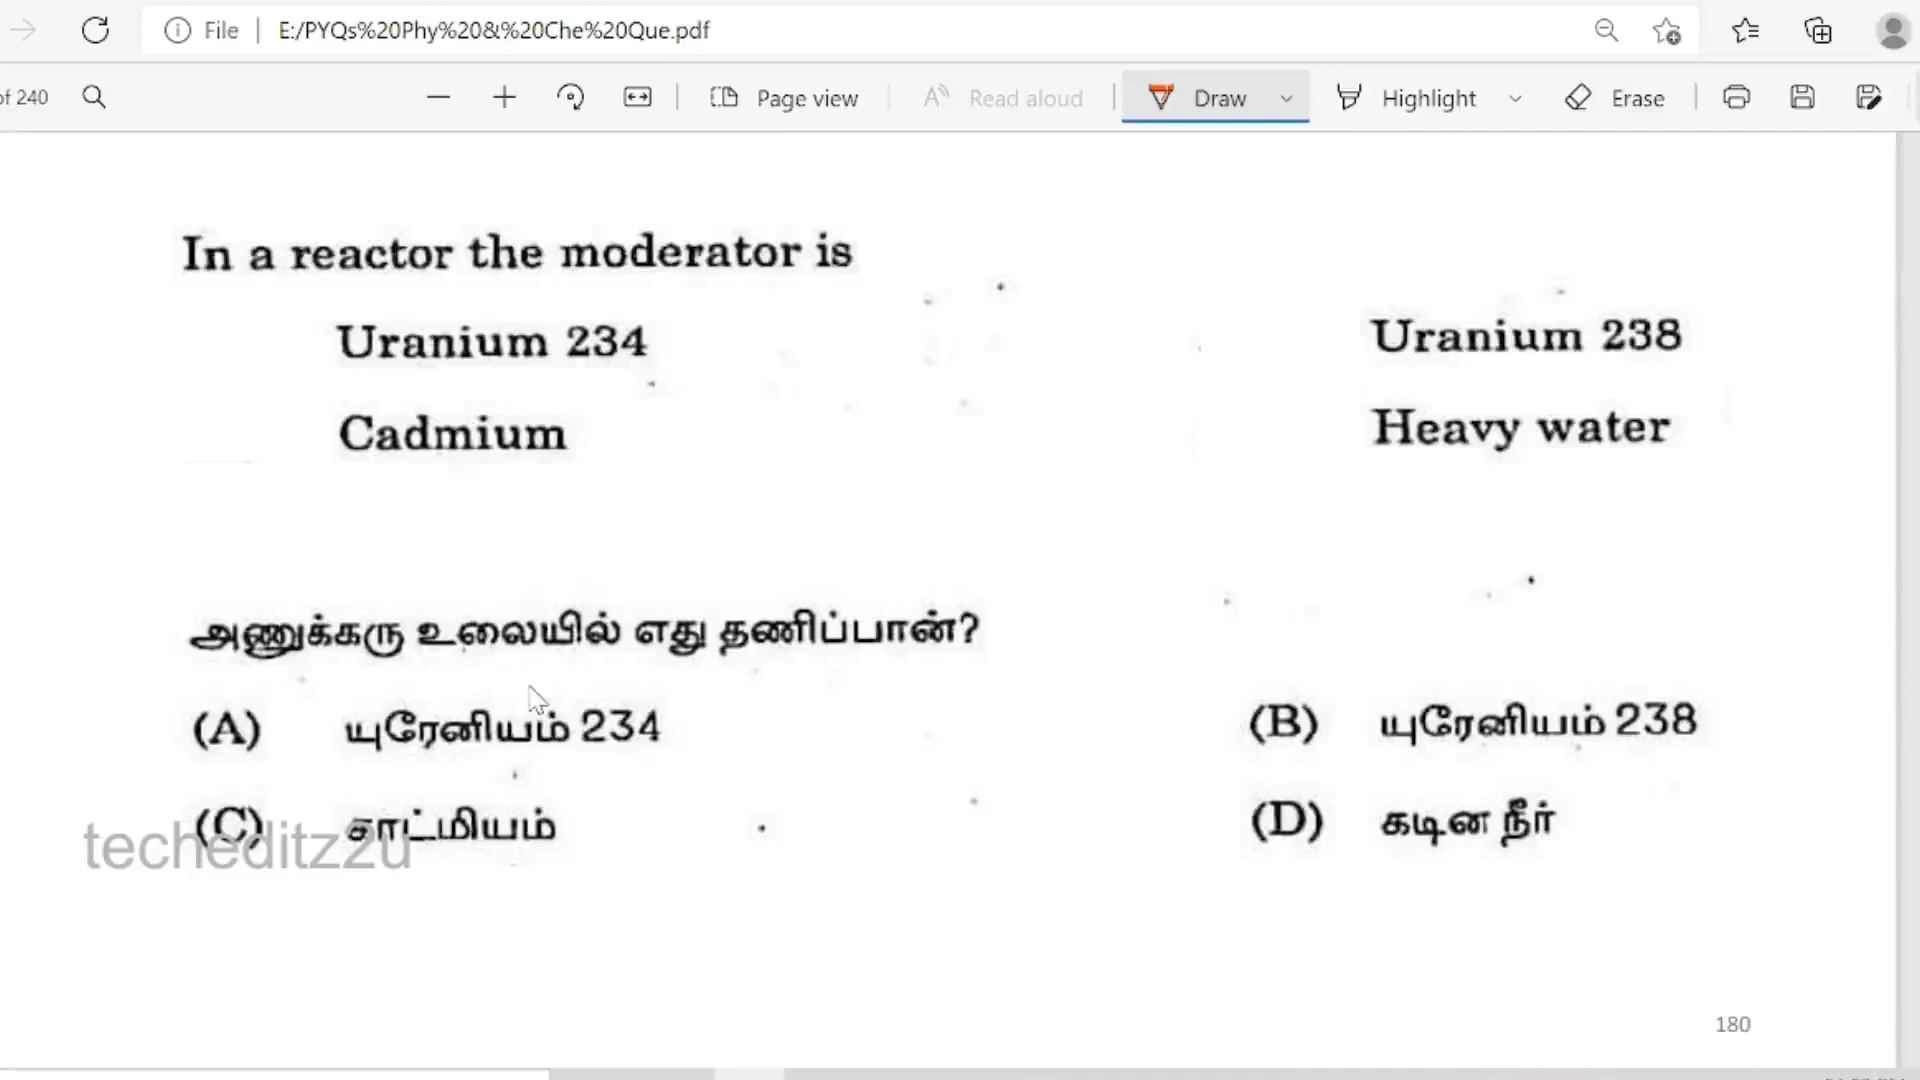 File E:/PYQs%20Phy%20&%20Che%20Que.pdf
of 240 Page view Read aloud Draw Highlight Erase
In a reactor the moderator is
Uranium 234 Uranium 238
Cadmium Heavy water
அணுக்கரு உலையில் எது தணிப்பான்?
(A) யுரேனியம் 234 (B) யுரேனியம் 238
(C) காட்மியம் (D) கடின நீர்
techeditz2u
180